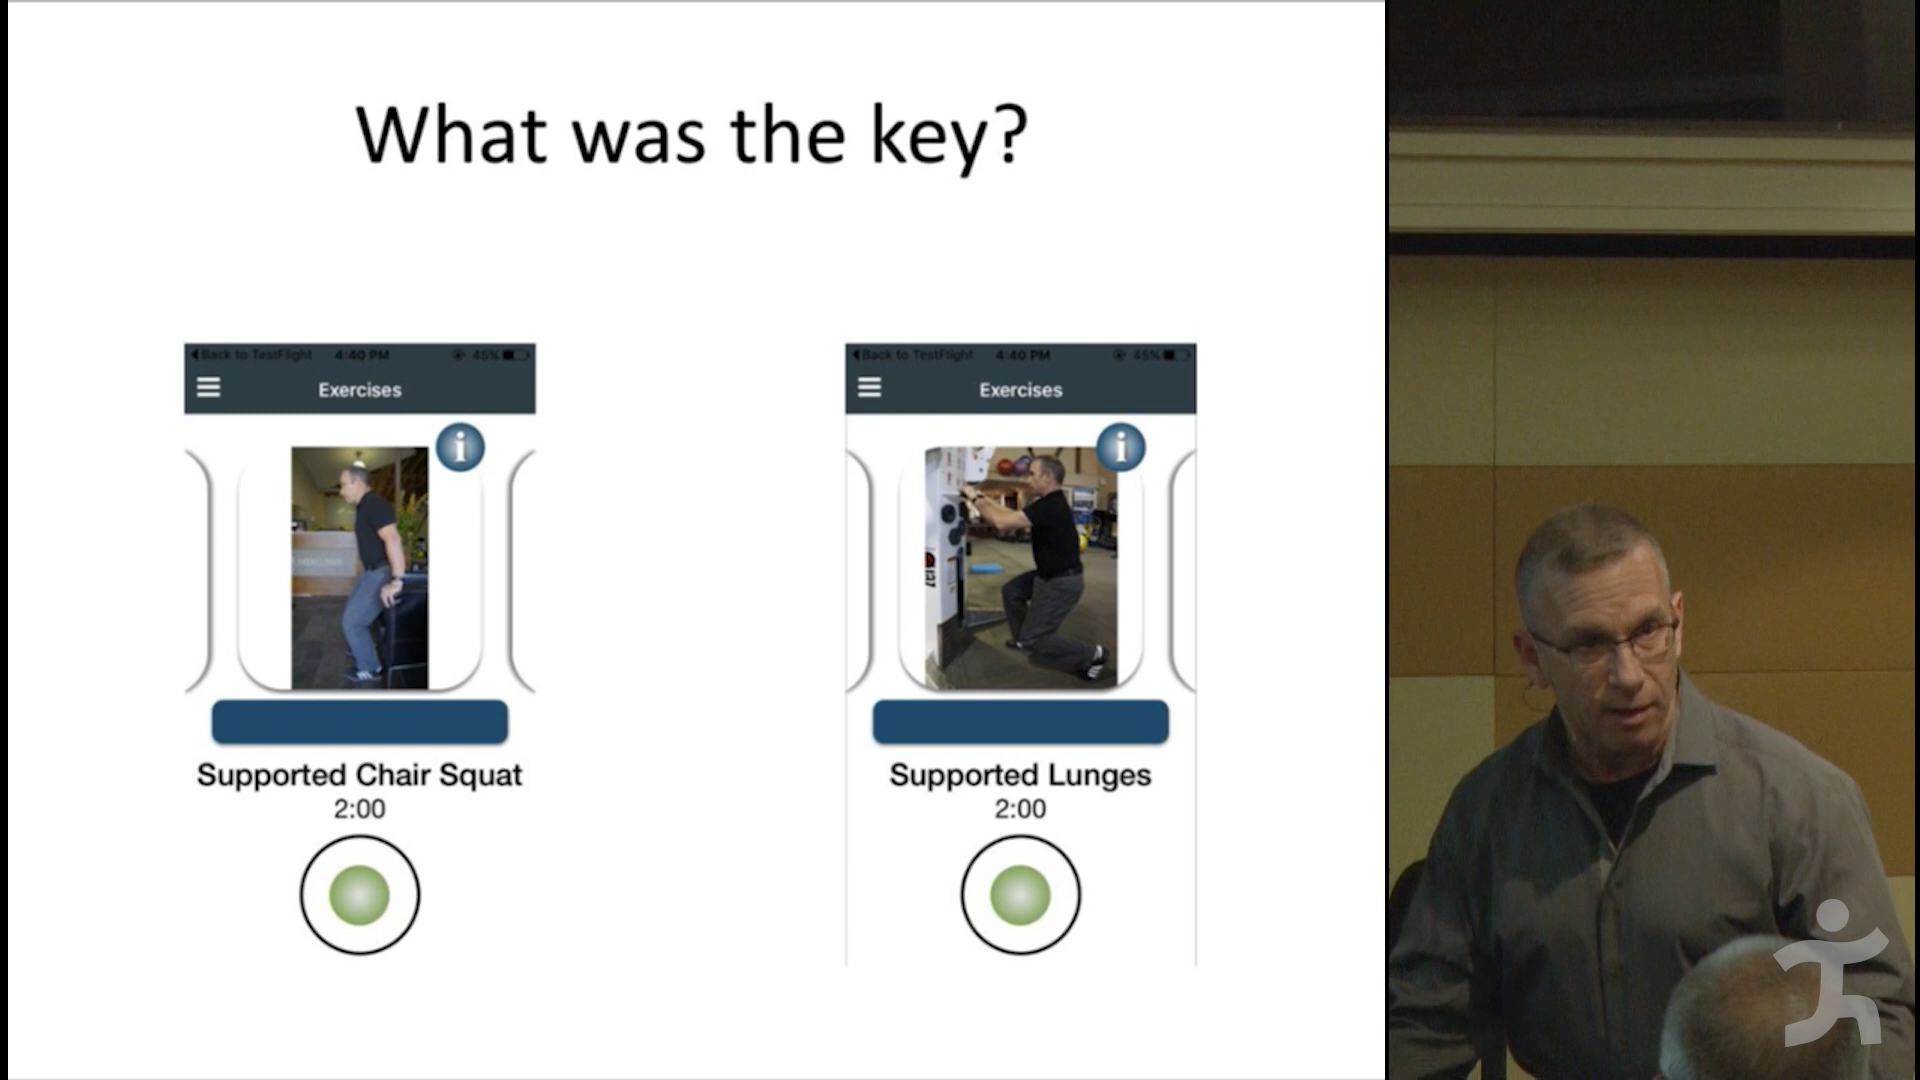 What was the key?
Back to TestFlight 4:40 PM 45%
Exercises
i
Supported Chair Squat
2:00
Back to TestFlight 4:40 PM 45%
Exercises
i
Supported Lunges
2:00